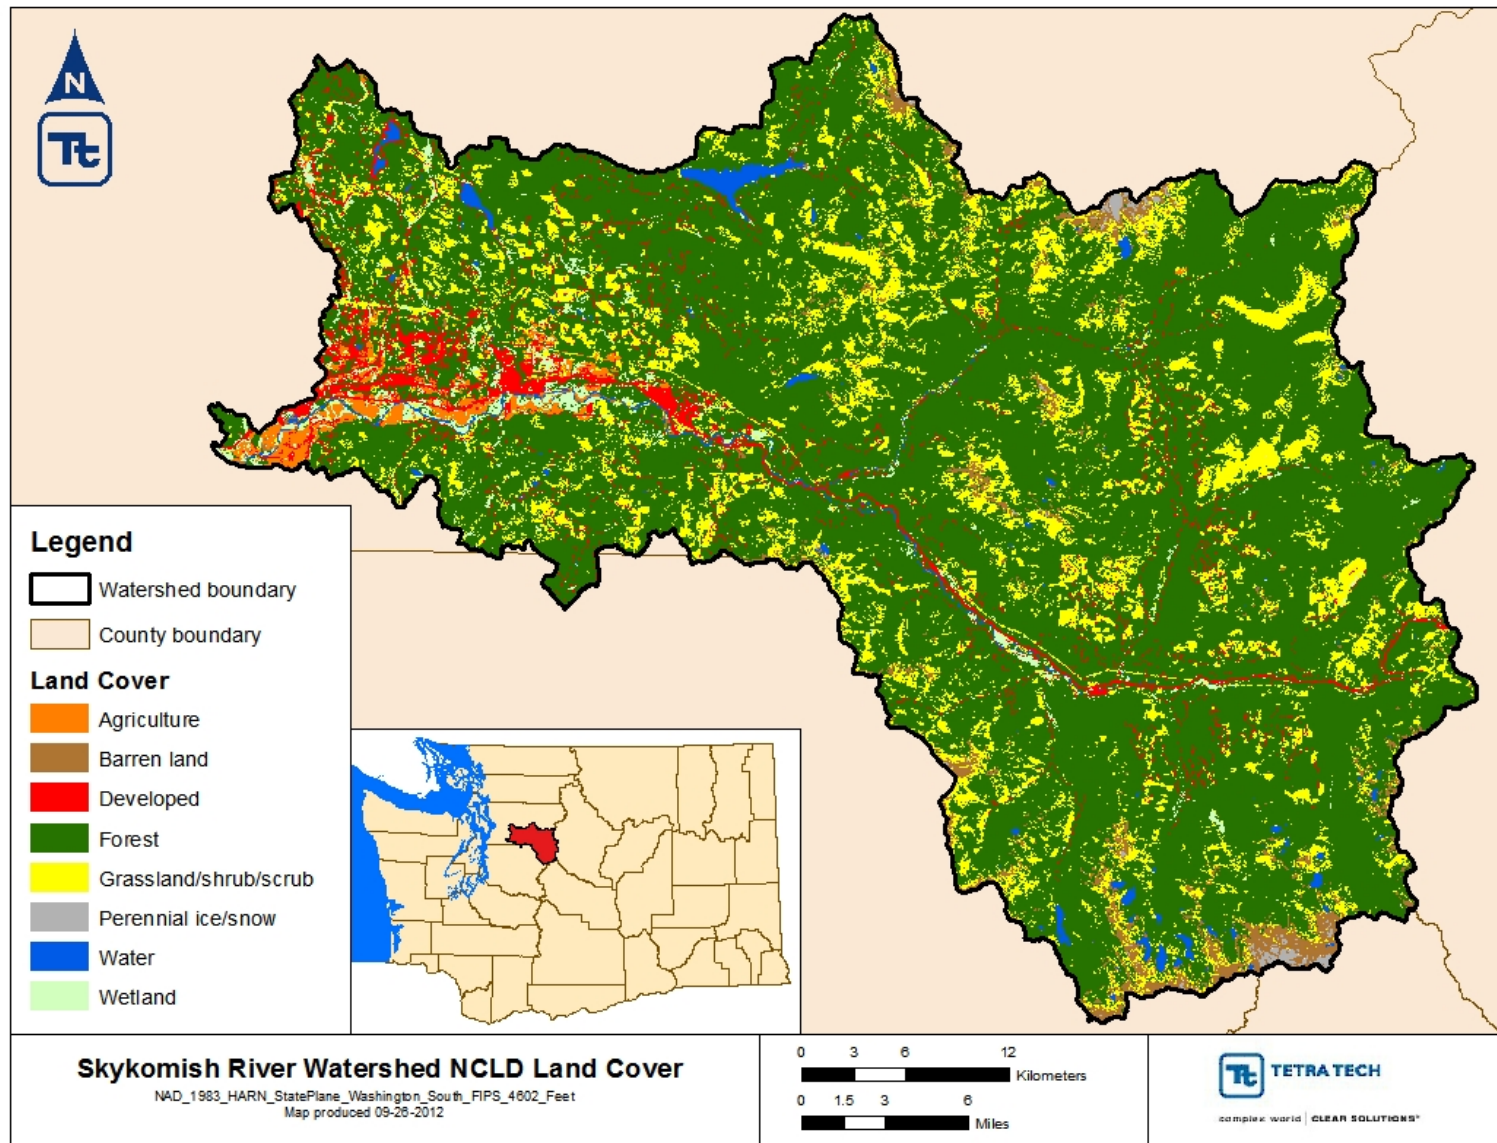 N
Tt
Legend
Watershed boundary
County boundary
Land Cover
Agriculture
Barren land
Developed
Forest
Grassland/shrub/scrub
Perennial ice/snow
Water
Wetland
Skykomish River Watershed NCLD Land Cover
NAD_1983_HARN_StatePlane_Washington_South_FIPS_4602_Feet
Map produced 09-26-2012
0 3 6 12
Kilometers
0 1.5 3 6
Miles
Tt TETRA TECH
complex world | CLEAR SOLUTIONS®